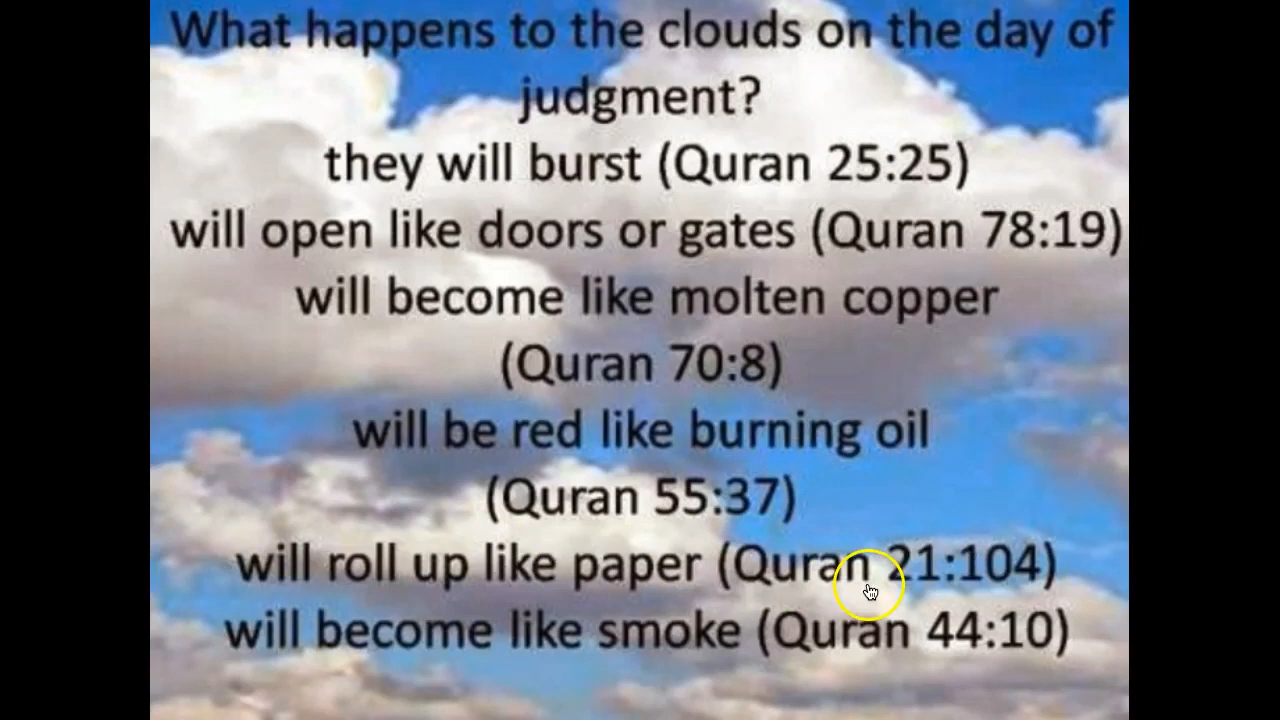 What happens to the clouds on the day of
judgment?
they will burst (Quran 25:25)
will open like doors or gates (Quran 78:19)
will become like molten copper
(Quran 70:8)
will be red like burning oil
(Quran 55:37)
will roll up like paper (Quran 21:104)
will become like smoke (Quran 44:10)